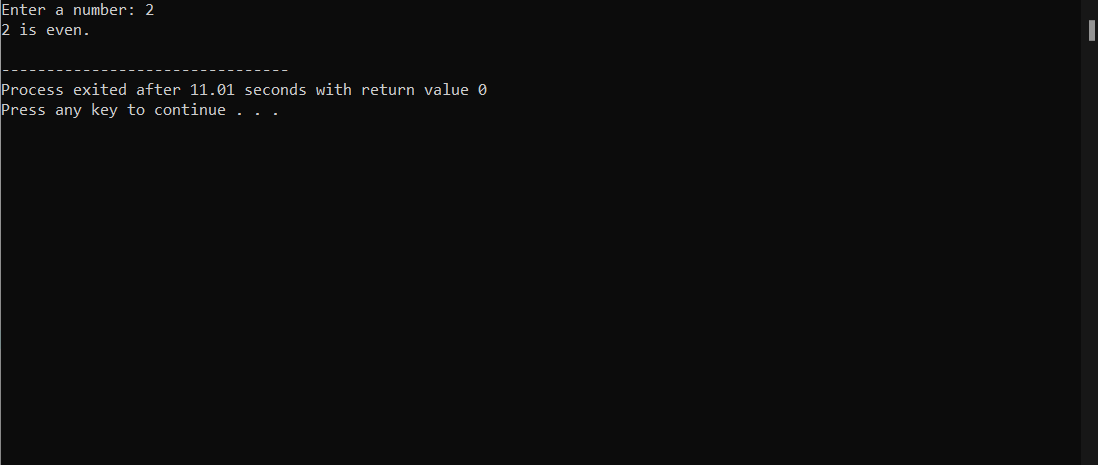 Enter a number: 2
2 is even.
--------------------------------
Process exited after 11.01 seconds with return value 0
Press any key to continue . . .